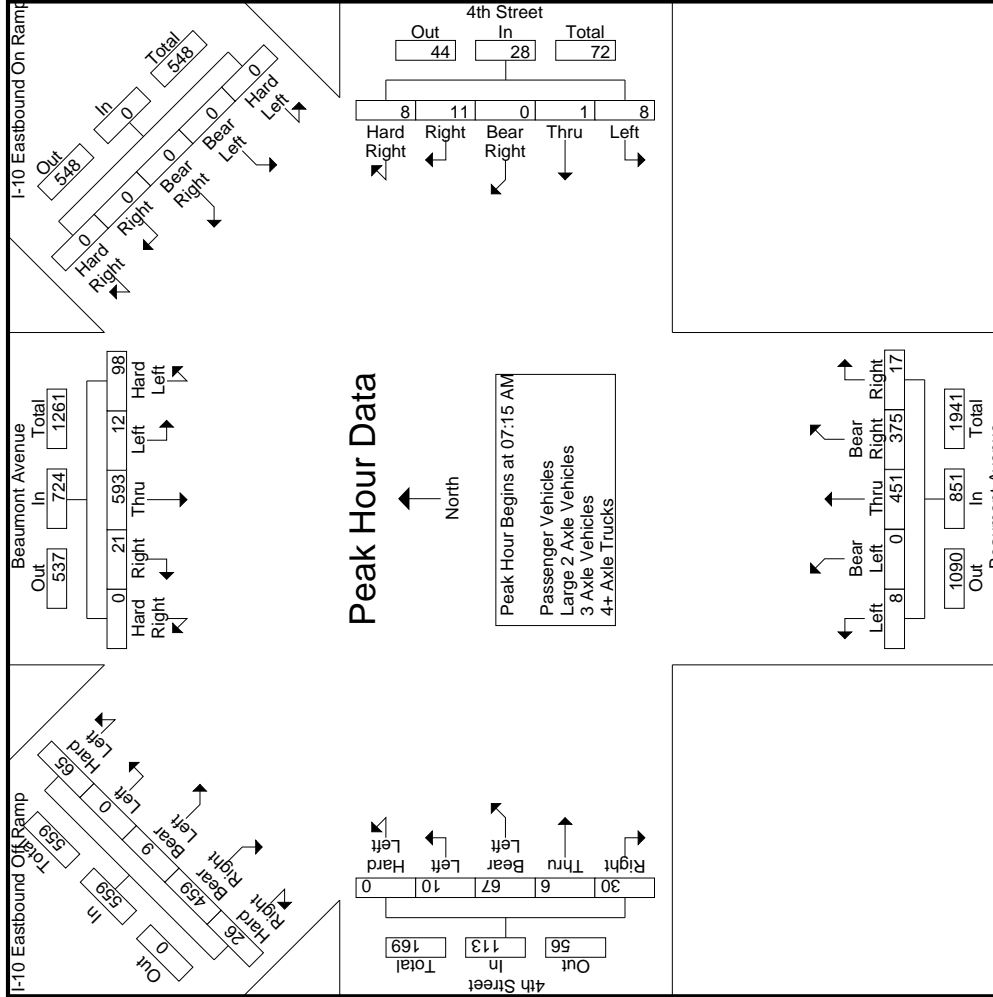 I-10 Eastbound On Ramp
Out In Total
548 0 548
0 0 0 0 0
Hard Right
Right
Bear Right
Bear Left
Hard Left
4th Street
Out In Total
44 28 72
8 11 0 1 8
Hard Right
Right
Bear Right
Thru
Left
Beaumont Avenue
Out In Total
537 724 1261
0 21 593 12 98
Hard Right
Right
Thru
Left
Hard Left
Peak Hour Data
North
Peak Hour Begins at 07:15 AM
Passenger Vehicles
Large 2 Axle Vehicles
3 Axle Vehicles
4+ Axle Trucks
Left
Bear Left
Thru
Bear Right
Right
8 0 451 375 17
1090 851 1941
Out In Total
I-10 Eastbound Off Ramp
Total In Out
559 559 0
65 0 9 459 26
Hard Left
Left
Bear Left
Bear Right
Hard Right
Hard Left
Left
Bear Left
Thru
Right
0 10 67 6 30
169 113 56
Total In Out
4th Street